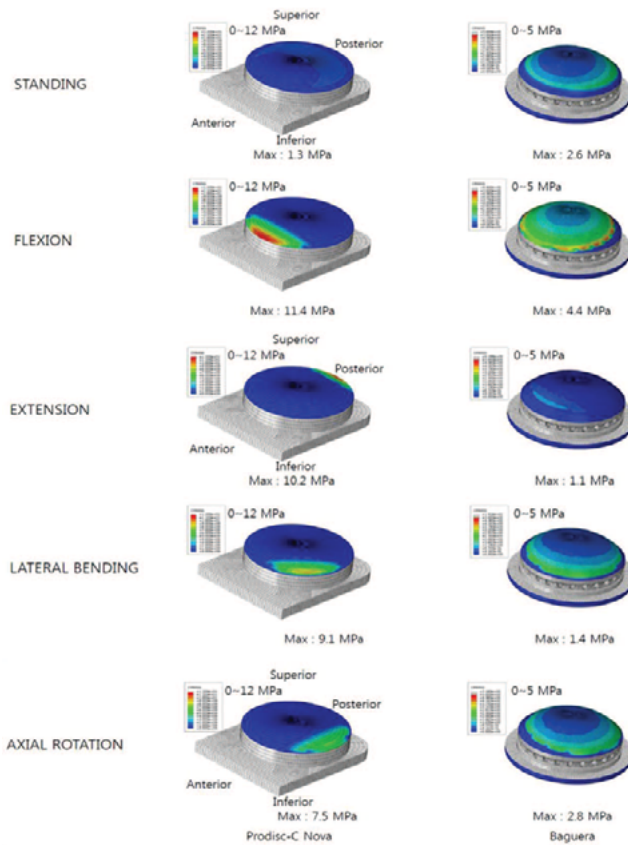 Superior
0~12 MPa
0~5 MPa
Posterior
STANDING
Anterior
Inferior
Max : 1.3 MPa
Max : 2.6 MPa
0~12 MPa
0~5 MPa
FLEXION
Max : 11.4 MPa
Max : 4.4 MPa
Superior
0~12 MPa
0~5 MPa
Posterior
EXTENSION
Anterior
Inferior
Max : 10.2 MPa
Max : 1.1 MPa
0~12 MPa
0~5 MPa
LATERAL BENDING
Max : 9.1 MPa
Max : 1.4 MPa
Superior
0~12 MPa
0~5 MPa
Posterior
AXIAL ROTATION
Anterior
Inferior
Max : 7.5 MPa
Max : 2.8 MPa
Prodisc-C Nova
Baguera